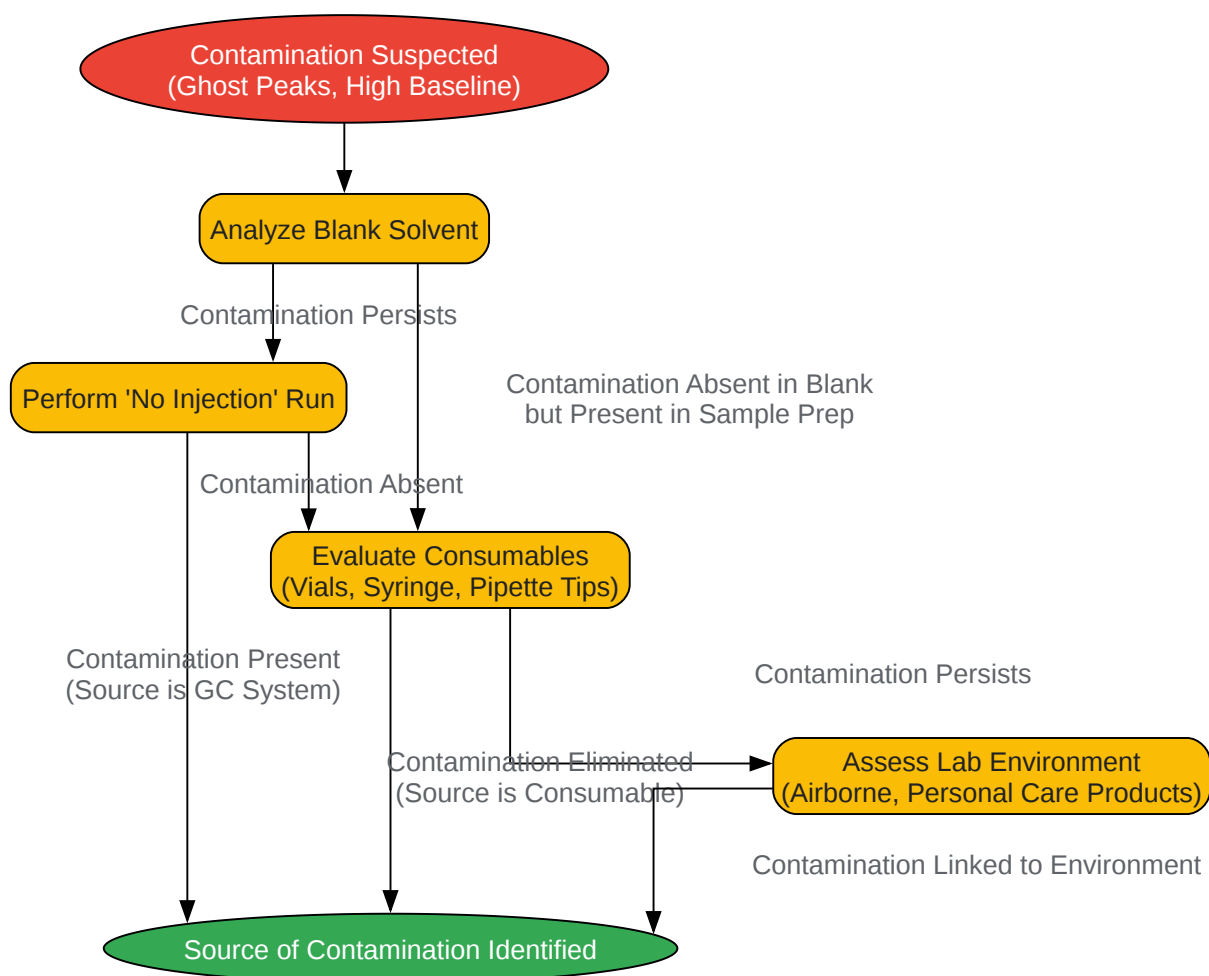 Contamination Suspected
(Ghost Peaks, High Baseline)
Analyze Blank Solvent
Contamination Persists
Perform 'No Injection' Run
Contamination Absent in Blank
but Present in Sample Prep
Contamination Absent
Evaluate Consumables
(Vials, Syringe, Pipette Tips)
Contamination Present
(Source is GC System)
Contamination Persists
Contamination Eliminated
(Source is Consumable)
Assess Lab Environment
(Airborne, Personal Care Products)
Contamination Linked to Environment
Source of Contamination Identified